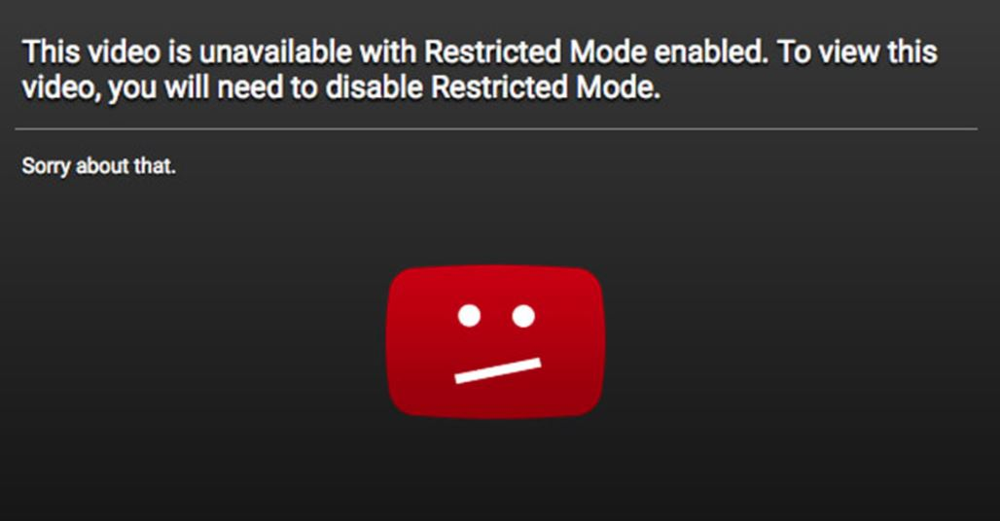 This video is unavailable with Restricted Mode enabled. To view this
video, you will need to disable Restricted Mode.
Sorry about that.